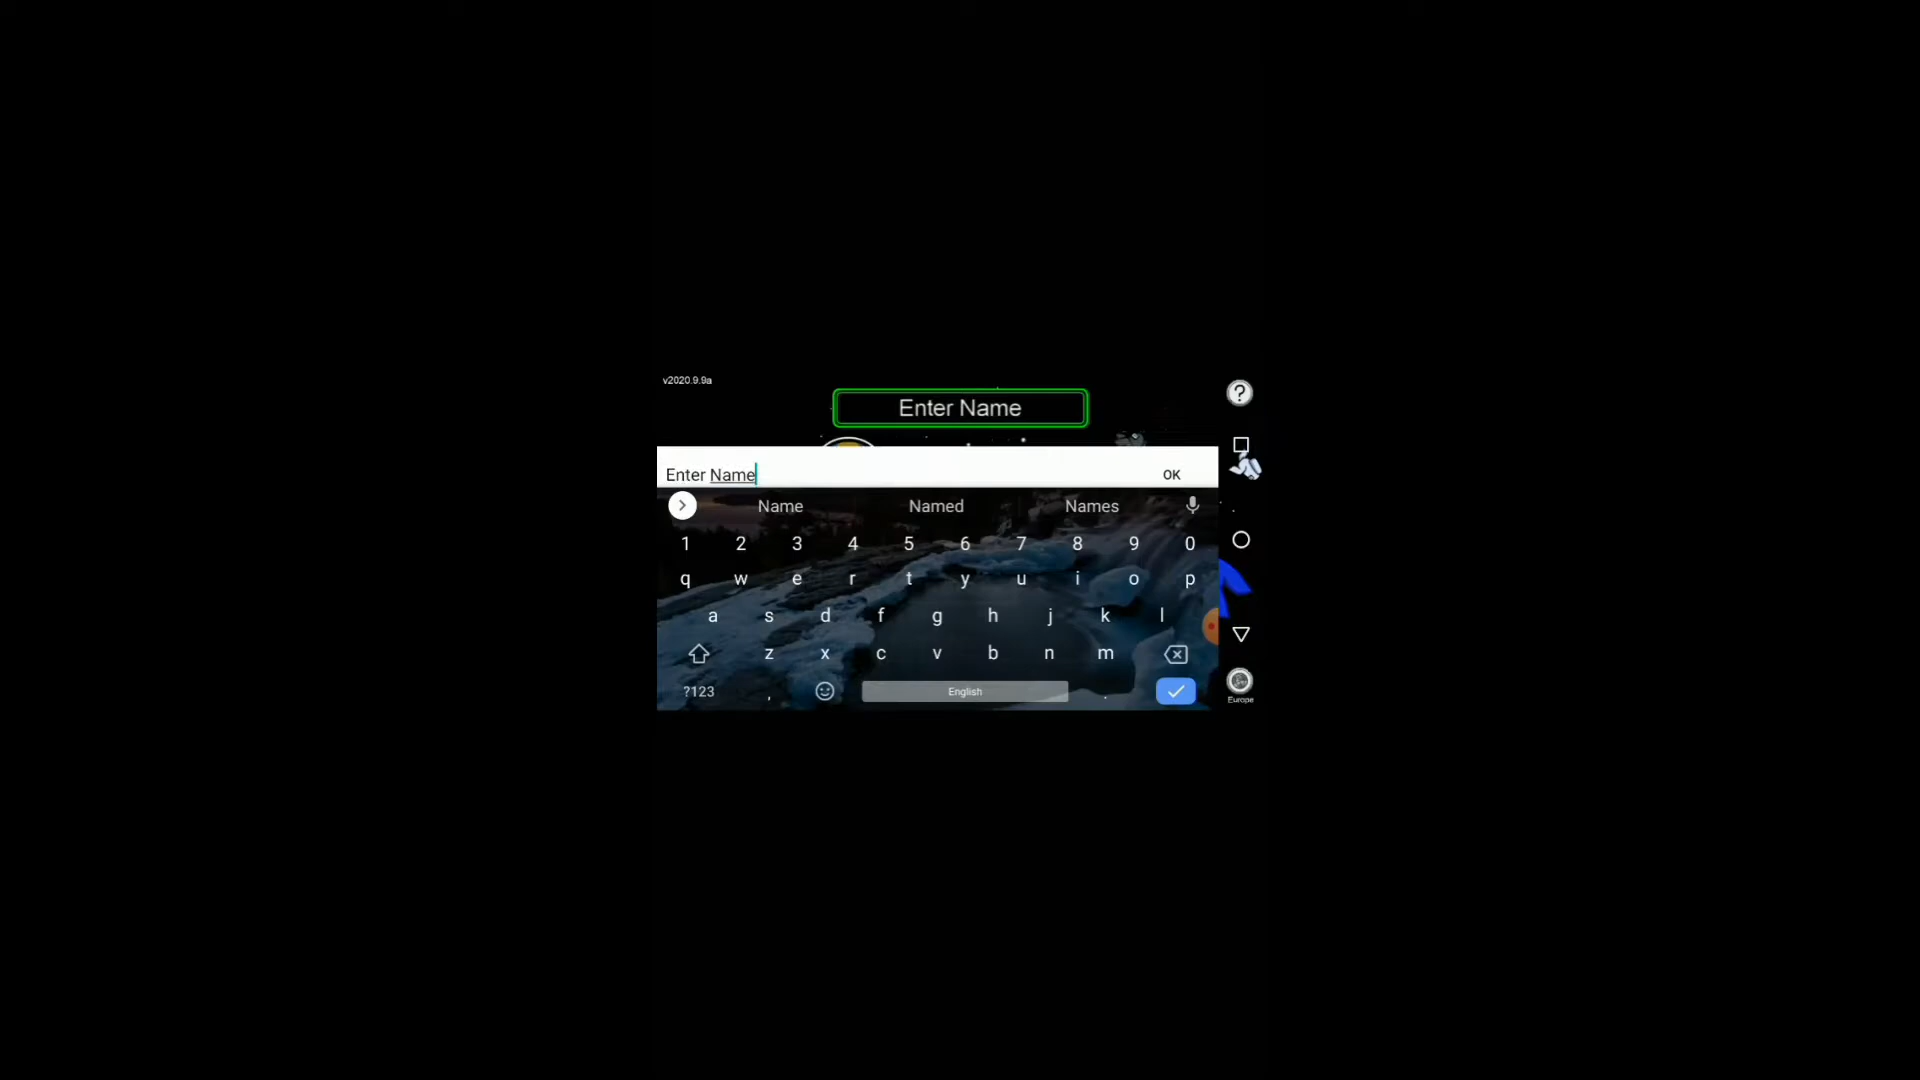 v2020.9.9a
Enter Name
Enter Name
OK
Name Named Names
1 2 3 4 5 6 7 8 9 0
q w e r t y u i o p
a s d f g h j k l
z x c v b n m
?123 , English .
Europe